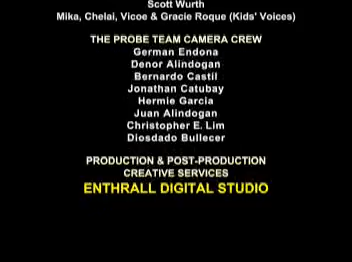 Scott Wurth
Mika, Chelai, Vicoe & Gracie Roque (Kids' Voices)
THE PROBE TEAM CAMERA CREW
German Endona
Denor Alindogan
Bernardo Castil
Jonathan Catubay
Hermie Garcia
Juan Alindogan
Christopher E. Lim
Diosdado Bullecer
PRODUCTION & POST-PRODUCTION
CREATIVE SERVICES
ENTHRALL DIGITAL STUDIO